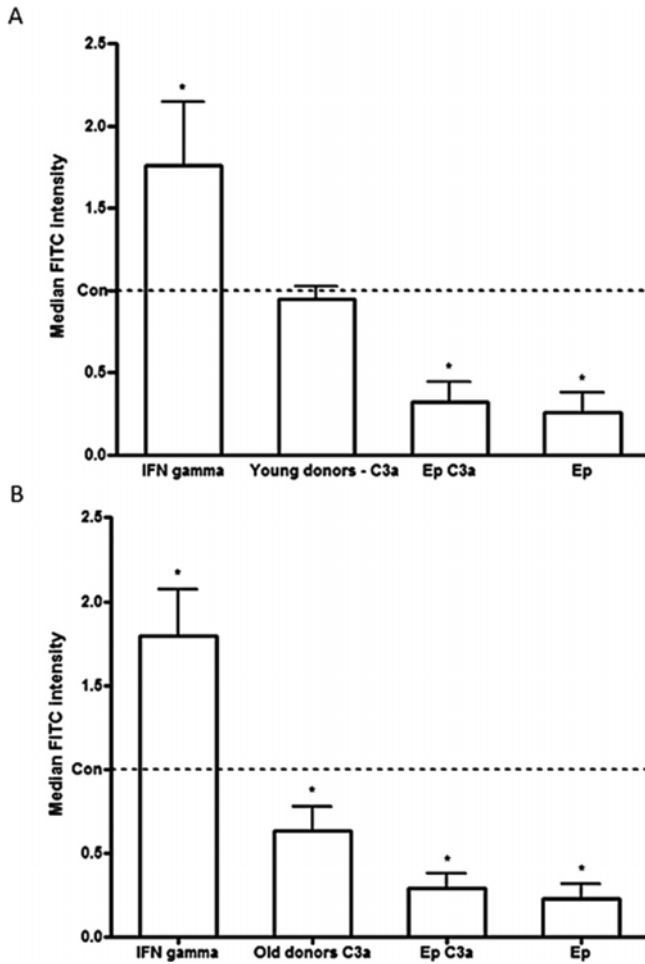 A
Median FITC intensity
2.5
2.0
1.5
Con
0.5
0.0
*
*
*
IFN gamma
Young donors - C3a
Ep C3a
Ep
B
Median FITC intensity
2.5
2.0
1.5
Con
0.5
0.0
*
*
*
*
IFN gamma
Old donors C3a
Ep C3a
Ep